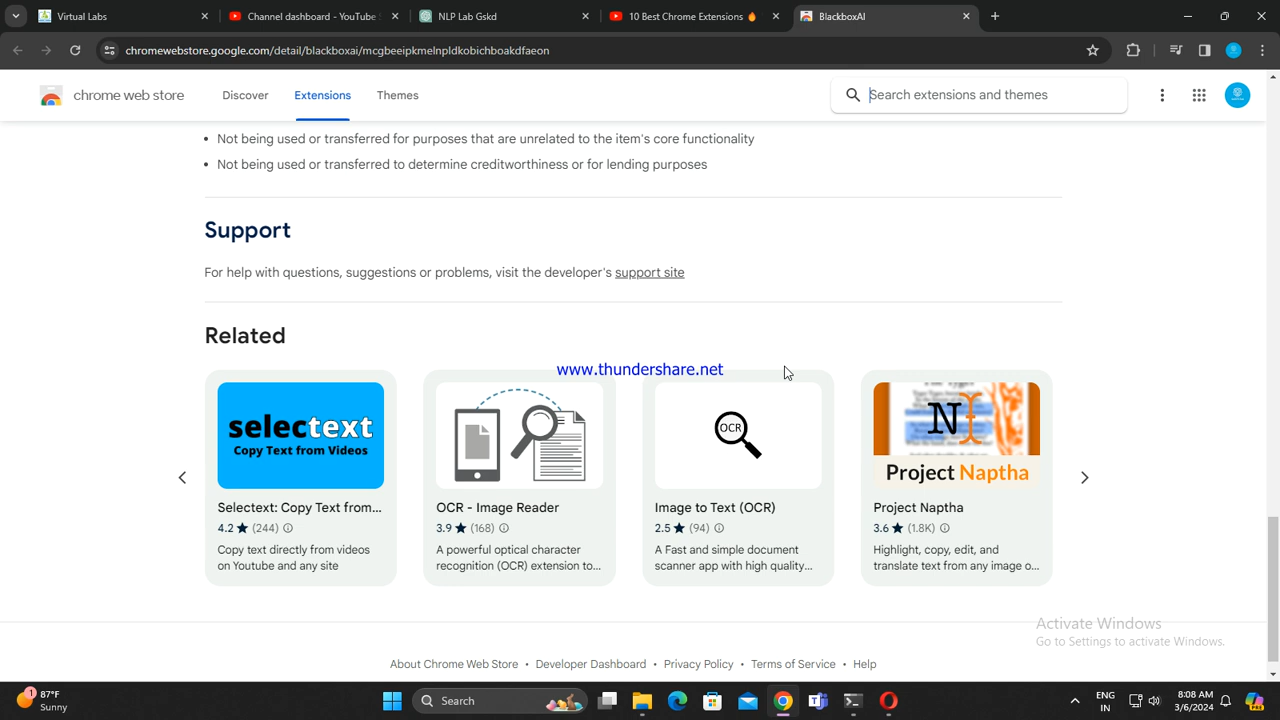 Virtual Labs
Channel dashboard - YouTube
NLP Lab Gskd
10 Best Chrome Extensions 🔥
BlackboxAI
chromewebstore.google.com/detail/blackboxai/mcgbeeipkmelnpldkobichboakdfaeon
chrome web store
Discover
Extensions
Themes
Search extensions and themes
• Not being used or transferred for purposes that are unrelated to the item's core functionality
• Not being used or transferred to determine creditworthiness or for lending purposes
Support
For help with questions, suggestions or problems, visit the developer's support site
Related
www.thundershare.net
selectext
Copy Text from Videos
Selectext: Copy Text from...
4.2 ★ (244)
Copy text directly from videos
on Youtube and any site
OCR - Image Reader
3.9 ★ (168)
A powerful optical character
recognition (OCR) extension to...
OCR
Image to Text (OCR)
2.5 ★ (94)
A Fast and simple document
scanner app with high quality...
Project Naptha
Project Naptha
3.6 ★ (1.8K)
Highlight, copy, edit, and
translate text from any image o...
Activate Windows
Go to Settings to activate Windows.
About Chrome Web Store • Developer Dashboard • Privacy Policy • Terms of Service • Help
1
87°F
Sunny
Search
ENG
IN
8:08 AM
3/6/2024